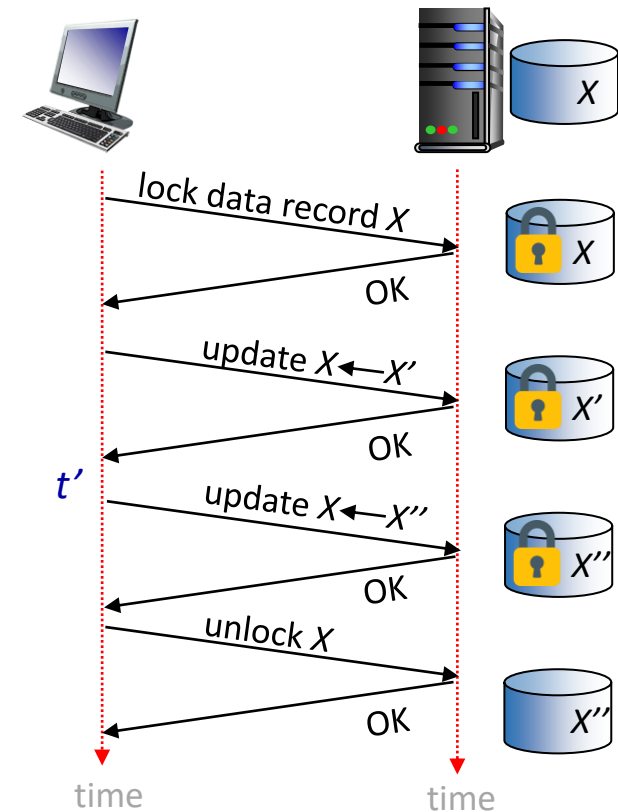 X
lock data record X
X
OK
update X←X'
X'
OK
t'
update X←X''
X''
OK
unlock X
OK
X''
time
time